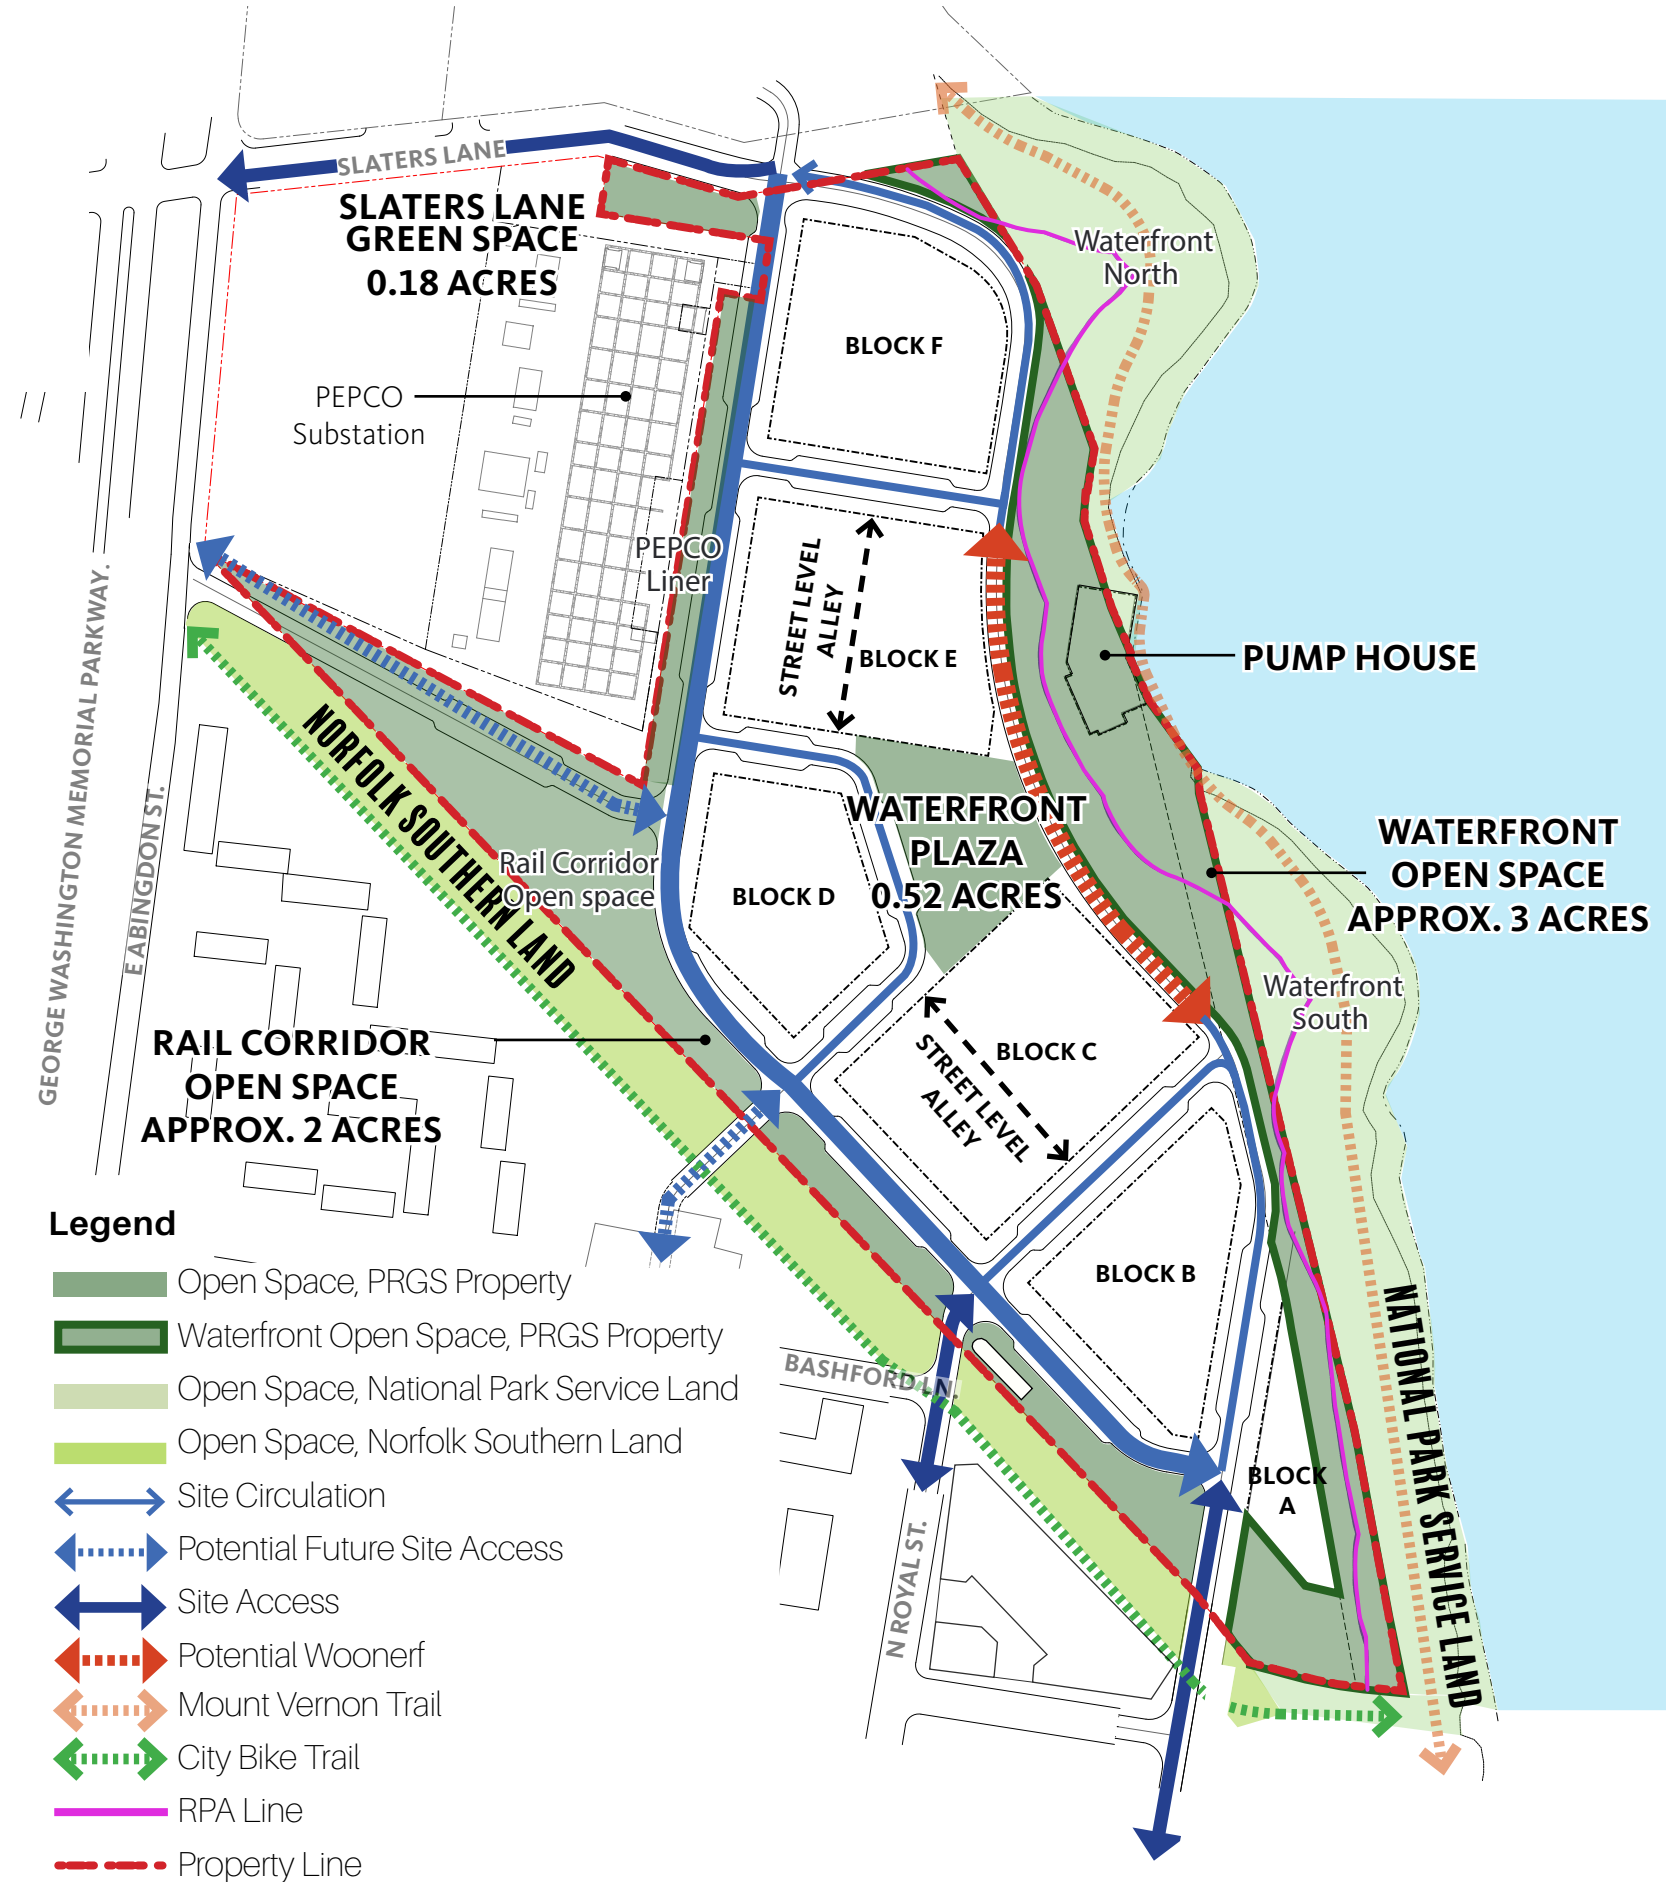 SLATERS LANE
SLATERS LANE
GREEN SPACE
0.18 ACRES
Waterfront
North
BLOCK F
PEPCO
Substation
PEPCO
Liner
STREET LEVEL
ALLEY
BLOCK E
PUMP HOUSE
GEORGE WASHINGTON MEMORIAL PARKWAY.
E ABINGDON ST.
NORFOLK SOUTHERN LAND
Rail Corridor
Open space
BLOCK D
WATERFRONT
PLAZA
0.52 ACRES
WATERFRONT
OPEN SPACE
APPROX. 3 ACRES
Waterfront
South
RAIL CORRIDOR
OPEN SPACE
APPROX. 2 ACRES
BLOCK C
STREET LEVEL
ALLEY
BLOCK B
BASHFORD LN.
N ROYAL ST.
BLOCK
A
NATIONAL PARK SERVICE LAND
Legend
Open Space, PRGS Property
Waterfront Open Space, PRGS Property
Open Space, National Park Service Land
Open Space, Norfolk Southern Land
Site Circulation
Potential Future Site Access
Site Access
Potential Woonerf
Mount Vernon Trail
City Bike Trail
RPA Line
Property Line